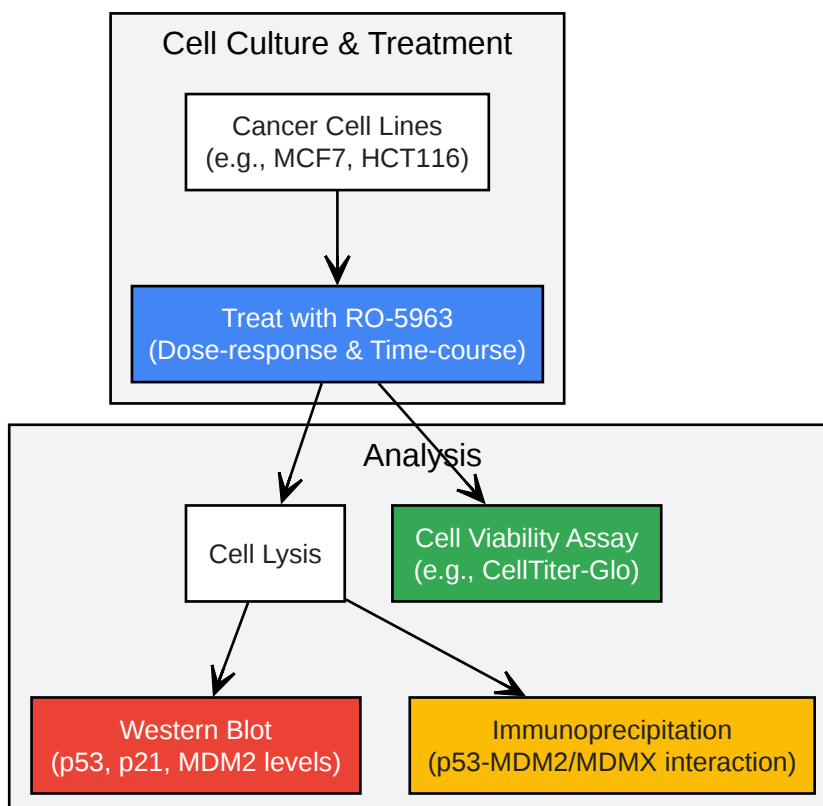 Cell Culture & Treatment
Cancer Cell Lines
(e.g., MCF7, HCT116)
Treat with RO-5963
(Dose-response & Time-course)
Analysis
Cell Lysis
Cell Viability Assay
(e.g., CellTiter-Glo)
Western Blot
(p53, p21, MDM2 levels)
Immunoprecipitation
(p53-MDM2/MDMX interaction)